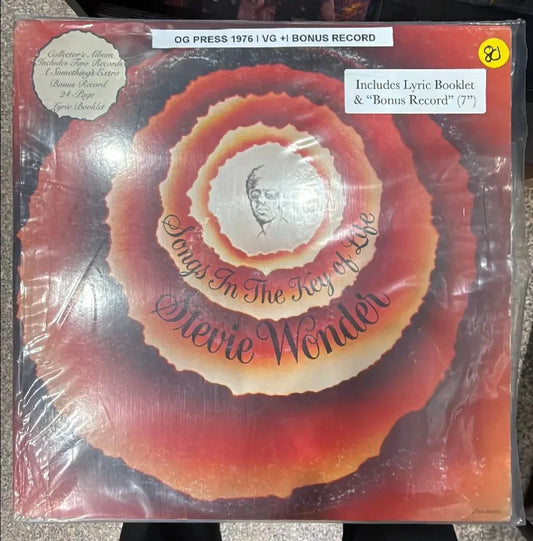 OG PRESS 1976 | VG +| BONUS RECORD
80
Collector's Album
Includes Two Records
A Something's Extra
Bonus Record
24-Page
Lyric Booklet
Includes Lyric Booklet
& “Bonus Record” (7”)
Songs In The Key of Life
Stevie Wonder